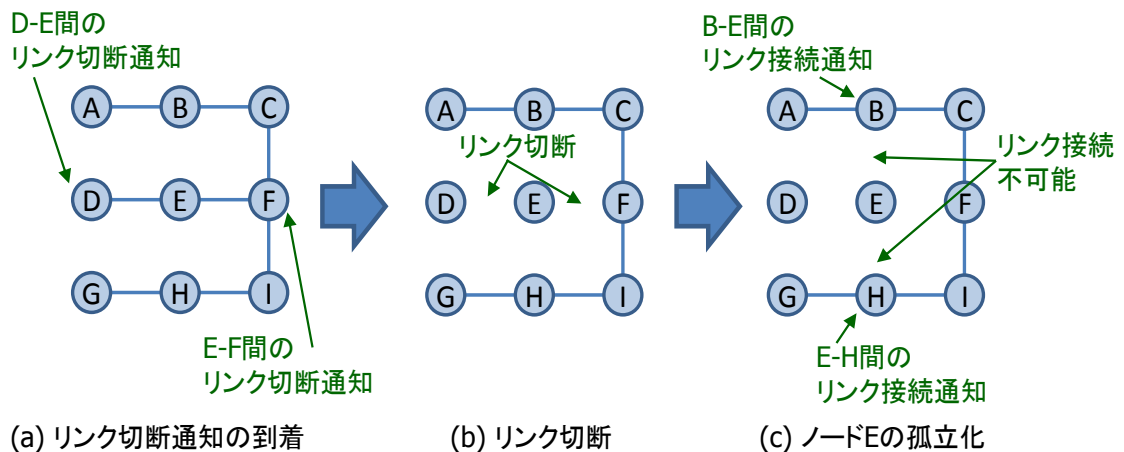 D-E間の
リンク切断通知
A B C
D E F
G H I
E-F間の
リンク切断通知
(a) リンク切断通知の到着
A B C
リンク切断
D E F
G H I
(b) リンク切断
B-E間の
リンク接続通知
A B C
リンク接続
不可能
D E F
G H I
E-H間の
リンク接続通知
(c) ノードEの孤立化